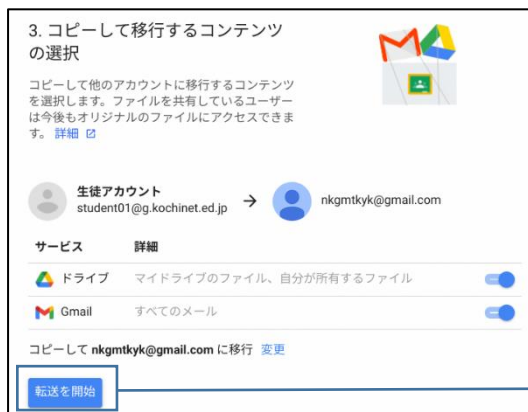 3. コピーして移行するコンテンツ
の選択
コピーして他のアカウントに移行するコンテンツ
を選択します。ファイルを共有しているユーザー
は今後もオリジナルのファイルにアクセスできま
す。 詳細
生徒アカウント
student01@g.kochinet.ed.jp → nkgmtkyk@gmail.com
サービス 詳細
ドライブ マイドライブのファイル、自分が所有するファイル
Gmail すべてのメール
コピーして nkgmtkyk@gmail.com に移行 変更
転送を開始